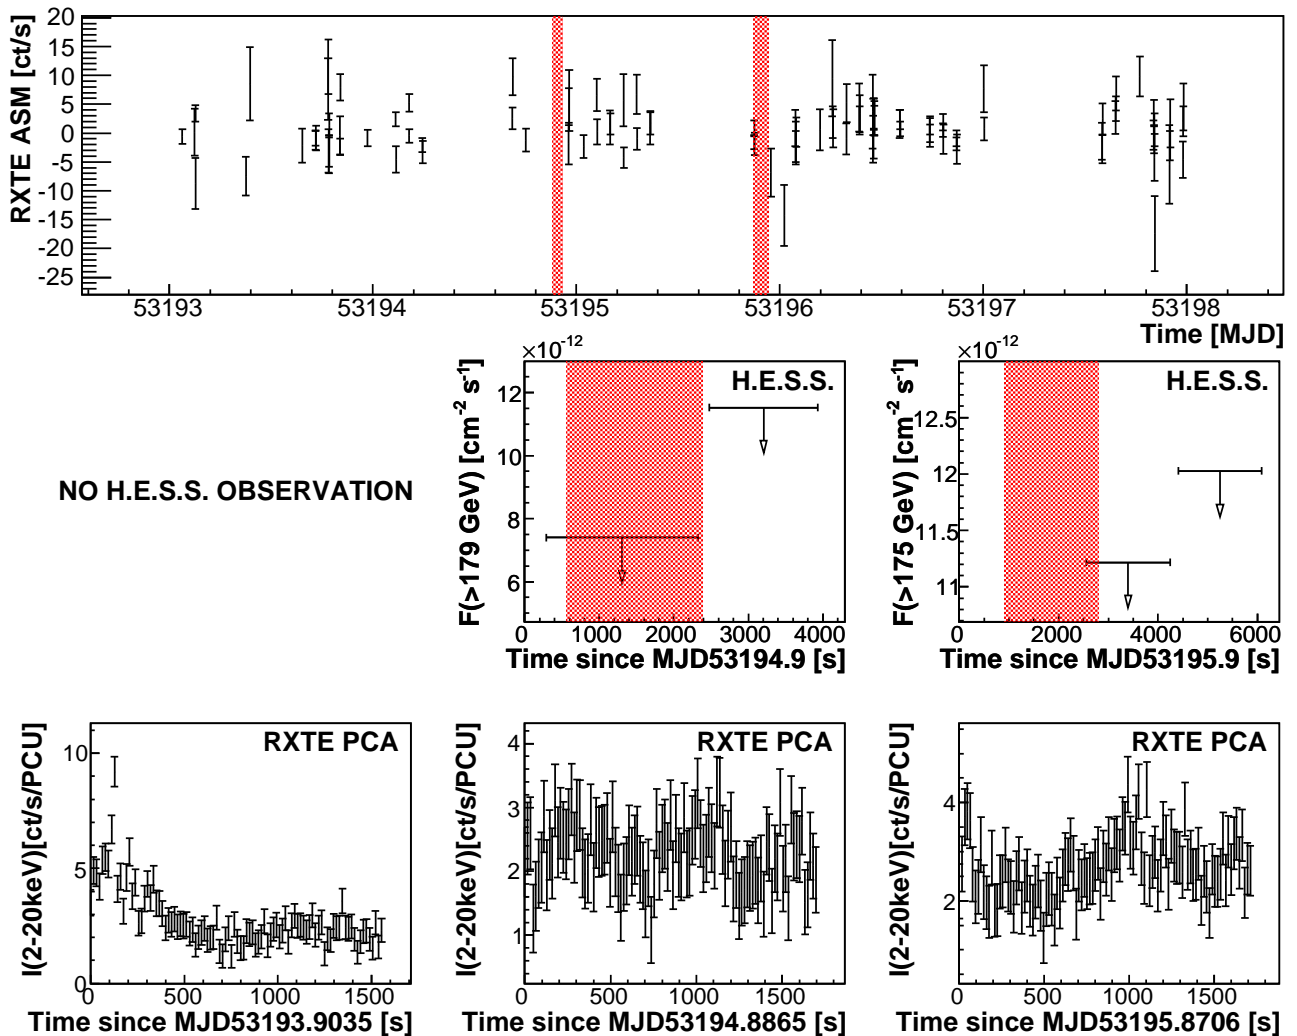 RXTE ASM [ct/s]
20
15
10
5
0
-5
-10
-15
-20
-25
53193 53194 53195 53196 53197 53198
Time [MJD]
NO H.E.S.S. OBSERVATION
×10-12
H.E.S.S.
F(>179 GeV) [cm-2 s-1]
12
10
8
6
0 1000 2000 3000 4000
Time since MJD53194.9 [s]
×10-12
H.E.S.S.
F(>175 GeV) [cm-2 s-1]
12.5
12
11.5
11
0 2000 4000 6000
Time since MJD53195.9 [s]
RXTE PCA
I(2-20keV)[ct/s/PCU]
10
5
0
0 500 1000 1500
Time since MJD53193.9035 [s]
RXTE PCA
I(2-20keV)[ct/s/PCU]
4
3
2
1
0 500 1000 1500
Time since MJD53194.8865 [s]
RXTE PCA
I(2-20keV)[ct/s/PCU]
4
2
0 500 1000 1500
Time since MJD53195.8706 [s]